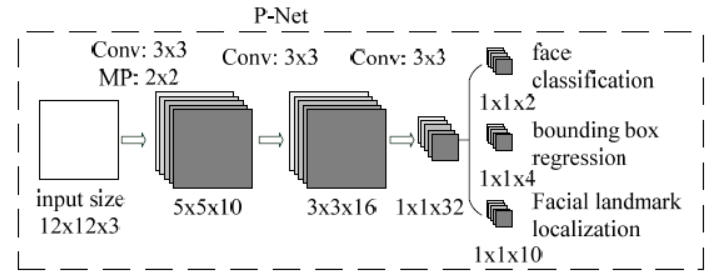 P-Net
Conv: 3x3
MP: 2x2
Conv: 3x3
Conv: 3x3
input size
12x12x3
5x5x10
3x3x16
1x1x32
face
classification
1x1x2
bounding box
regression
1x1x4
Facial landmark
localization
1x1x10